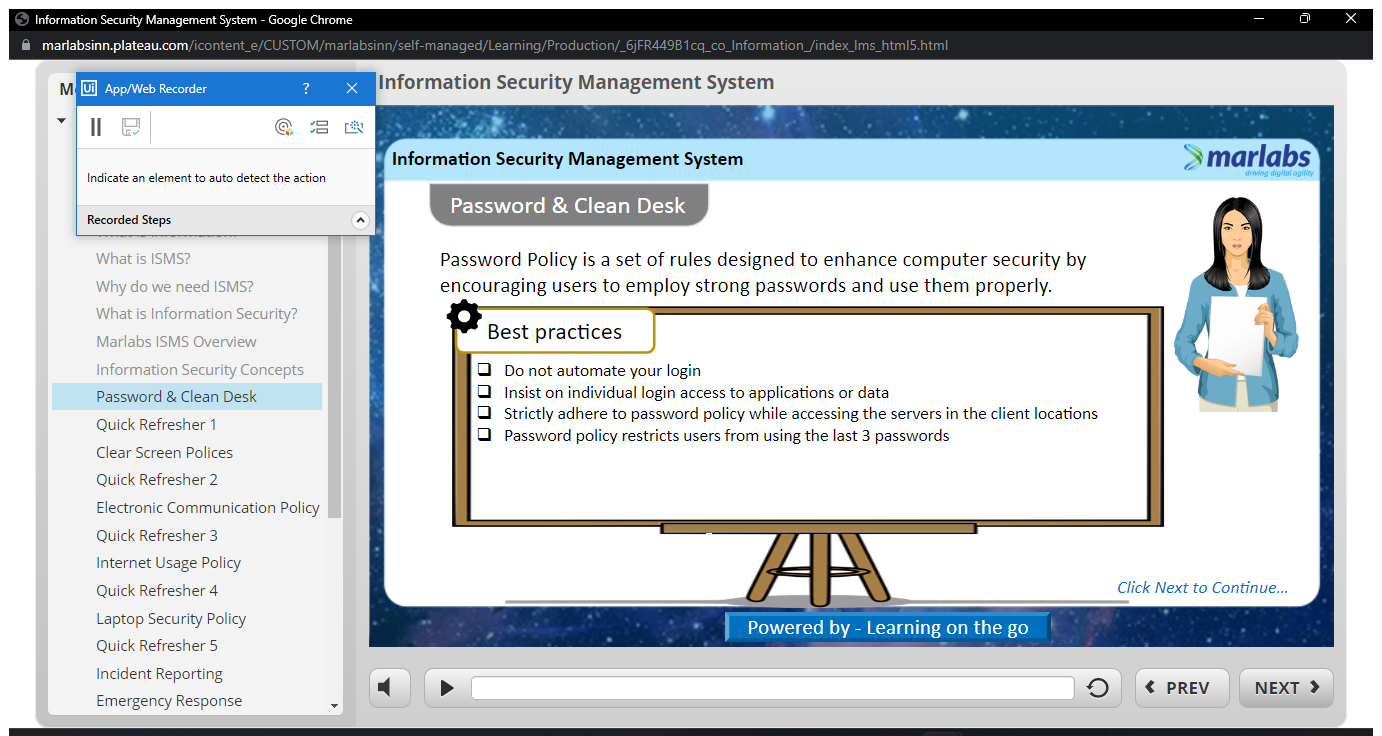 Information Security Management System - Google Chrome
marlabsinn.plateau.com/icontent_e/CUSTOM/marlabsinn/self-managed/Learning/Production/_6jFR449B1cq_co_Information_/index_lms_html5.html
Ui App/Web Recorder ?
Indicate an element to auto detect the action
Recorded Steps
What is ISMS?
Why do we need ISMS?
What is Information Security?
Marlabs ISMS Overview
Information Security Concepts
Password & Clean Desk
Quick Refresher 1
Clear Screen Polices
Quick Refresher 2
Electronic Communication Policy
Quick Refresher 3
Internet Usage Policy
Quick Refresher 4
Laptop Security Policy
Quick Refresher 5
Incident Reporting
Emergency Response
Information Security Management System
Information Security Management System
marlabs
driving digital agility
Password & Clean Desk
Password Policy is a set of rules designed to enhance computer security by
encouraging users to employ strong passwords and use them properly.
Best practices
Do not automate your login
Insist on individual login access to applications or data
Strictly adhere to password policy while accessing the servers in the client locations
Password policy restricts users from using the last 3 passwords
Click Next to Continue...
Powered by - Learning on the go
PREV
NEXT